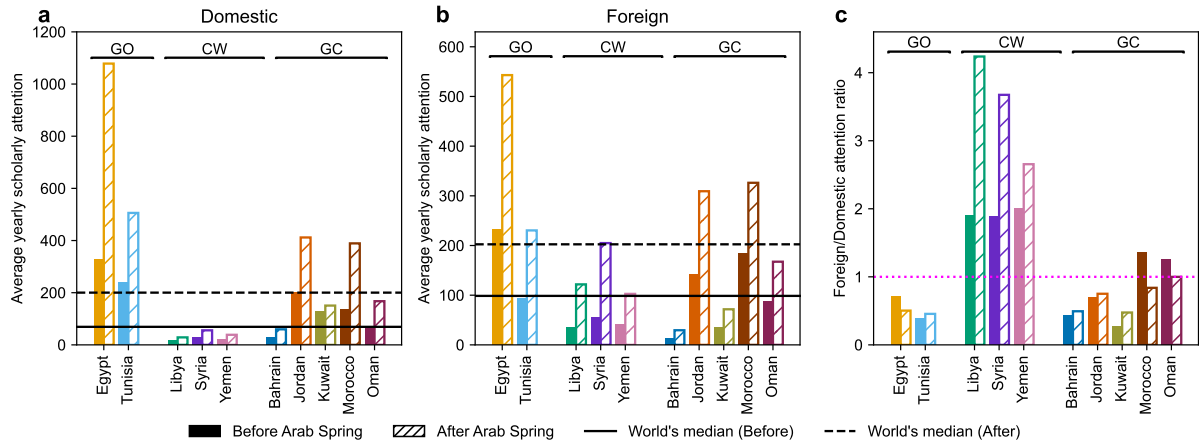 a
Domestic
Average yearly scholarly attention
1200
1000
800
600
400
200
0
GO
CW
GC
Egypt
Tunisia
Libya
Syria
Yemen
Bahrain
Jordan
Kuwait
Morocco
Oman
b
Foreign
Average yearly scholarly attention
600
500
400
300
200
100
0
GO
CW
GC
Egypt
Tunisia
Libya
Syria
Yemen
Bahrain
Jordan
Kuwait
Morocco
Oman
c
Foreign/Domestic attention ratio
4
3
2
1
0
GO
CW
GC
Egypt
Tunisia
Libya
Syria
Yemen
Bahrain
Jordan
Kuwait
Morocco
Oman
Before Arab Spring
After Arab Spring
World's median (Before)
World's median (After)